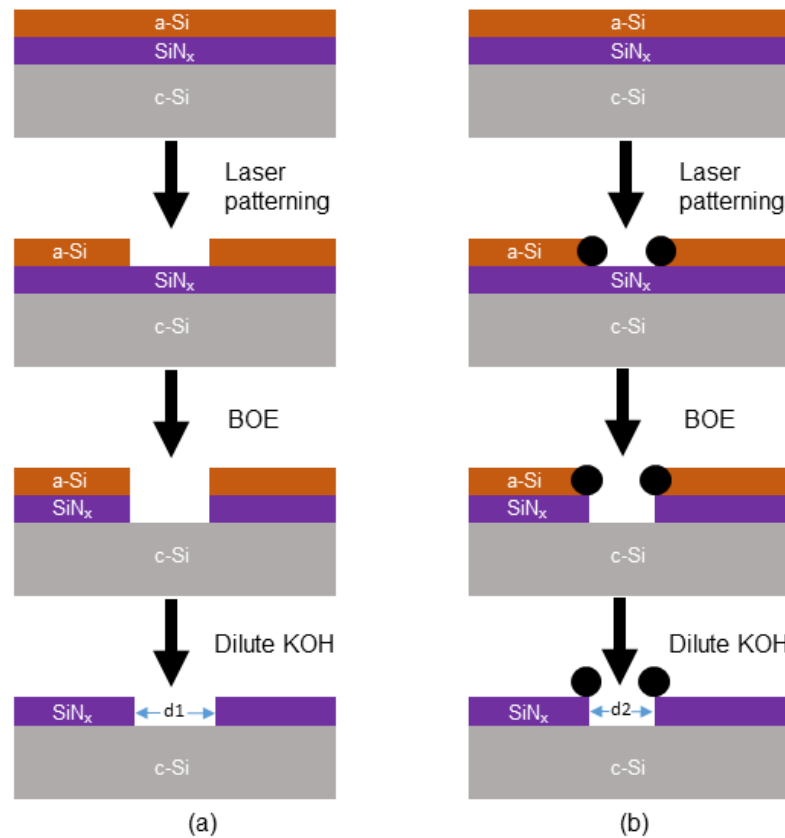 a-Si
SiNₓ
c-Si
Laser
patterning
a-Si
SiNₓ
c-Si
BOE
a-Si
SiNₓ
c-Si
Dilute KOH
SiNₓ
d1
c-Si
(a)
a-Si
SiNₓ
c-Si
Laser
patterning
a-Si
SiNₓ
c-Si
BOE
a-Si
SiNₓ
c-Si
Dilute KOH
SiNₓ
d2
c-Si
(b)